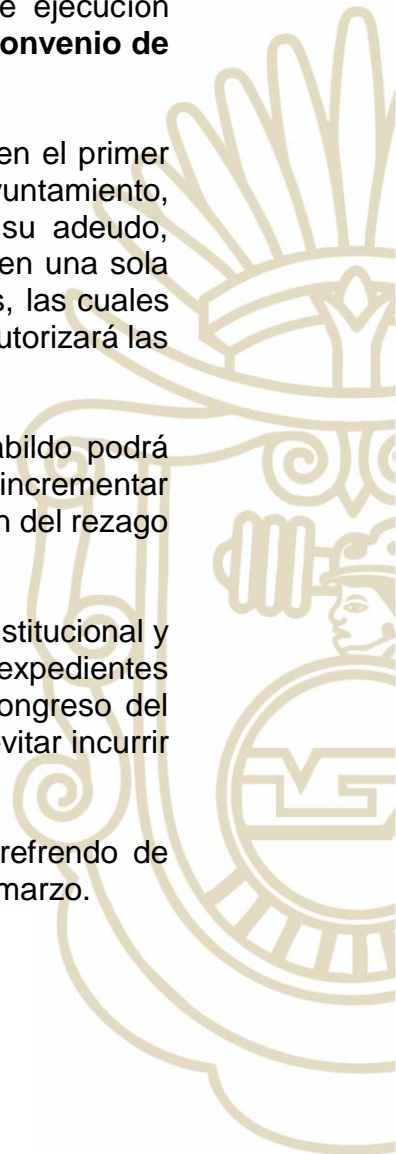 e ejecución
onvenio de
en el primer
yuntamiento,
su adeudo,
en una sola
s, las cuales
utorizará las
abildo podrá
incrementar
n del rezago
stitucional y
expedientes
ongreso del
vitar incurrir
refrendo de
marzo.